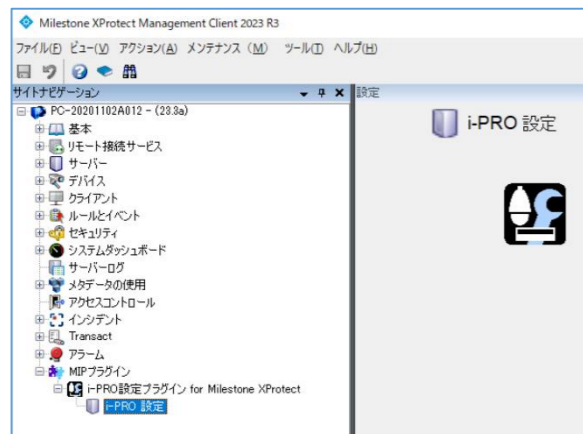 Milestone XProtect Management Client 2023 R3
ファイル(F) ビュー(V) アクション(A) メンテナンス（M） ツール(T) ヘルプ(H)
サイトナビゲーション
設定
PC-20201102A012 - (23.3a)
i-PRO 設定
基本
リモート接続サービス
サーバー
デバイス
クライアント
ルールとイベント
セキュリティ
システムダッシュボード
サーバーログ
メタデータの使用
アクセスコントロール
インシデント
Transact
アラーム
MIPプラグイン
i-PRO設定プラグイン for Milestone XProtect
i-PRO 設定